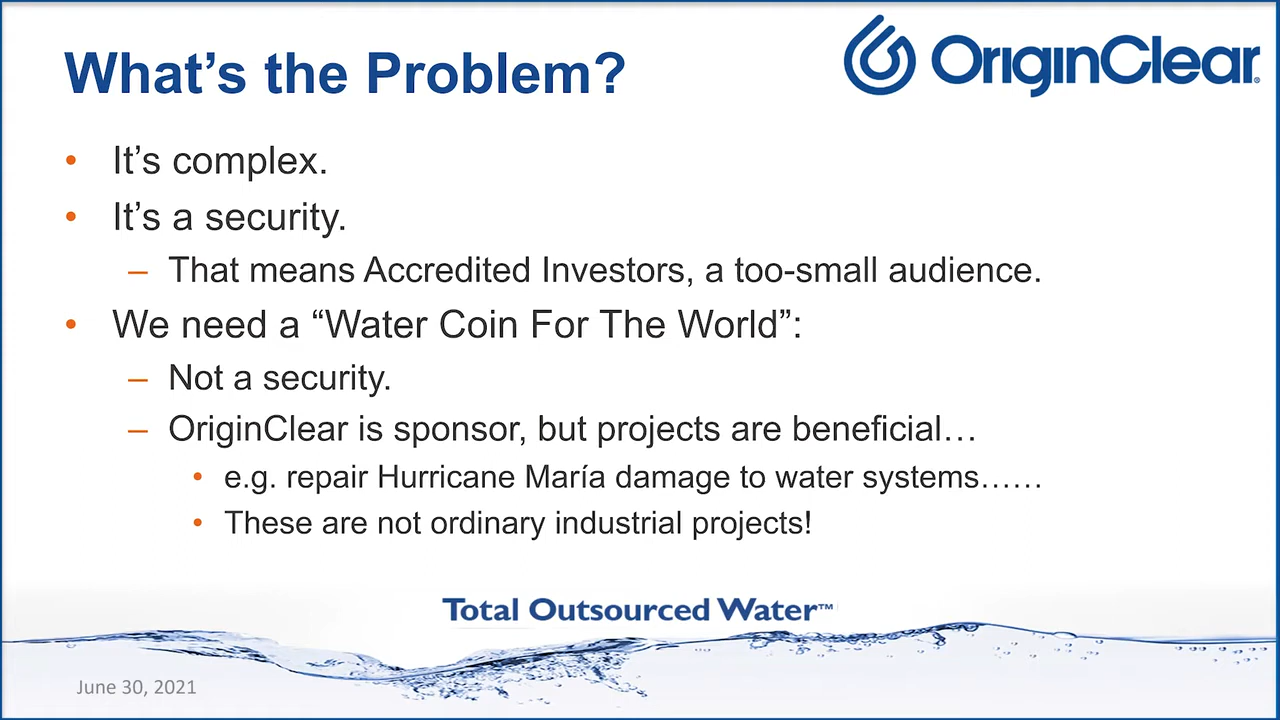 What’s the Problem?
OriginClear®
• It’s complex.
• It’s a security.
– That means Accredited Investors, a too-small audience.
• We need a “Water Coin For The World”:
– Not a security.
– OriginClear is sponsor, but projects are beneficial…
• e.g. repair Hurricane María damage to water systems……
• These are not ordinary industrial projects!
Total Outsourced Water™
June 30, 2021